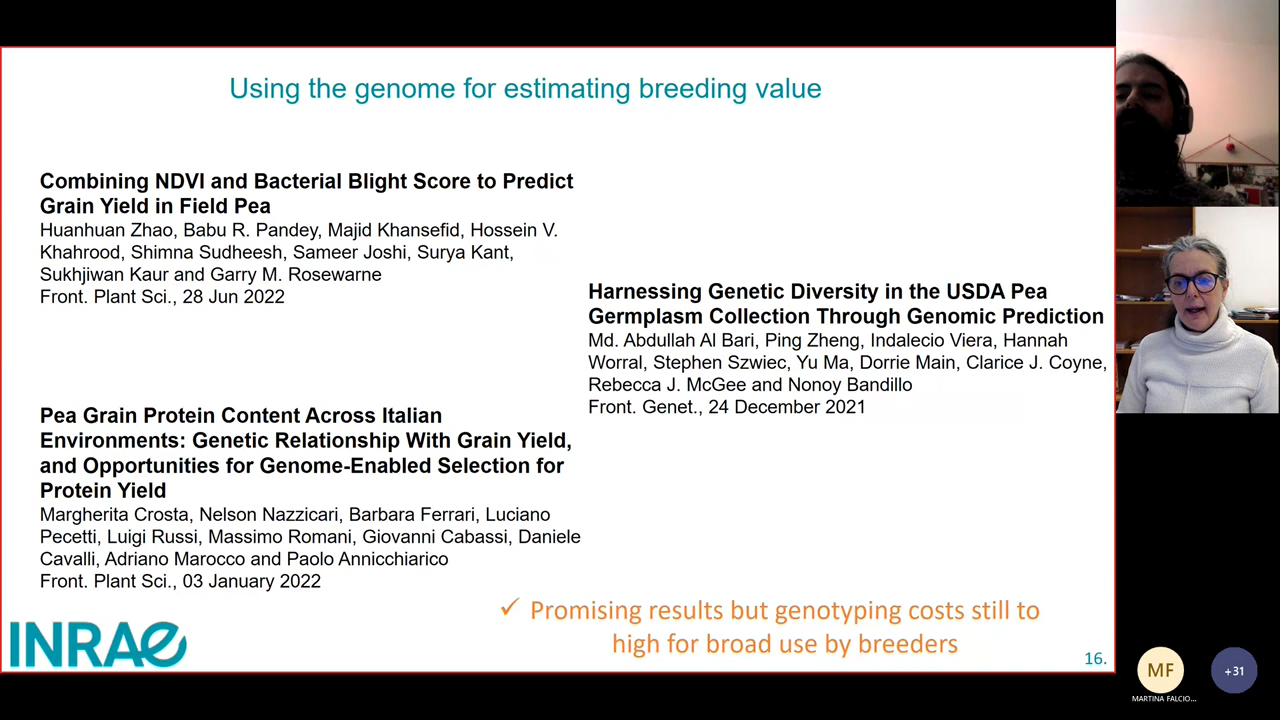 Using the genome for estimating breeding value
Combining NDVI and Bacterial Blight Score to Predict
Grain Yield in Field Pea
Huanhuan Zhao, Babu R. Pandey, Majid Khansefid, Hossein V.
Khahrood, Shimna Sudheesh, Sameer Joshi, Surya Kant,
Sukhjiwan Kaur and Garry M. Rosewarne
Front. Plant Sci., 28 Jun 2022
Harnessing Genetic Diversity in the USDA Pea
Germplasm Collection Through Genomic Prediction
Md. Abdullah Al Bari, Ping Zheng, Indalecio Viera, Hannah
Worral, Stephen Szwiec, Yu Ma, Dorrie Main, Clarice J. Coyne,
Rebecca J. McGee and Nonoy Bandillo
Front. Genet., 24 December 2021
Pea Grain Protein Content Across Italian
Environments: Genetic Relationship With Grain Yield,
and Opportunities for Genome-Enabled Selection for
Protein Yield
Margherita Crosta, Nelson Nazzicari, Barbara Ferrari, Luciano
Pecetti, Luigi Russi, Massimo Romani, Giovanni Cabassi, Daniele
Cavalli, Adriano Marocco and Paolo Annicchiarico
Front. Plant Sci., 03 January 2022
✓ Promising results but genotyping costs still to
high for broad use by breeders
INRAE
16.
MF
+31
MARTINA FALCIO...